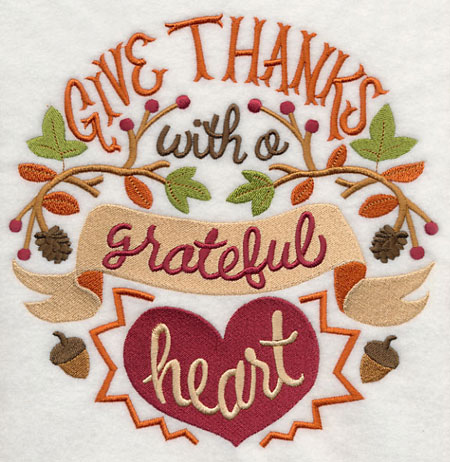 GIVE THANKS
with a
grateful
heart